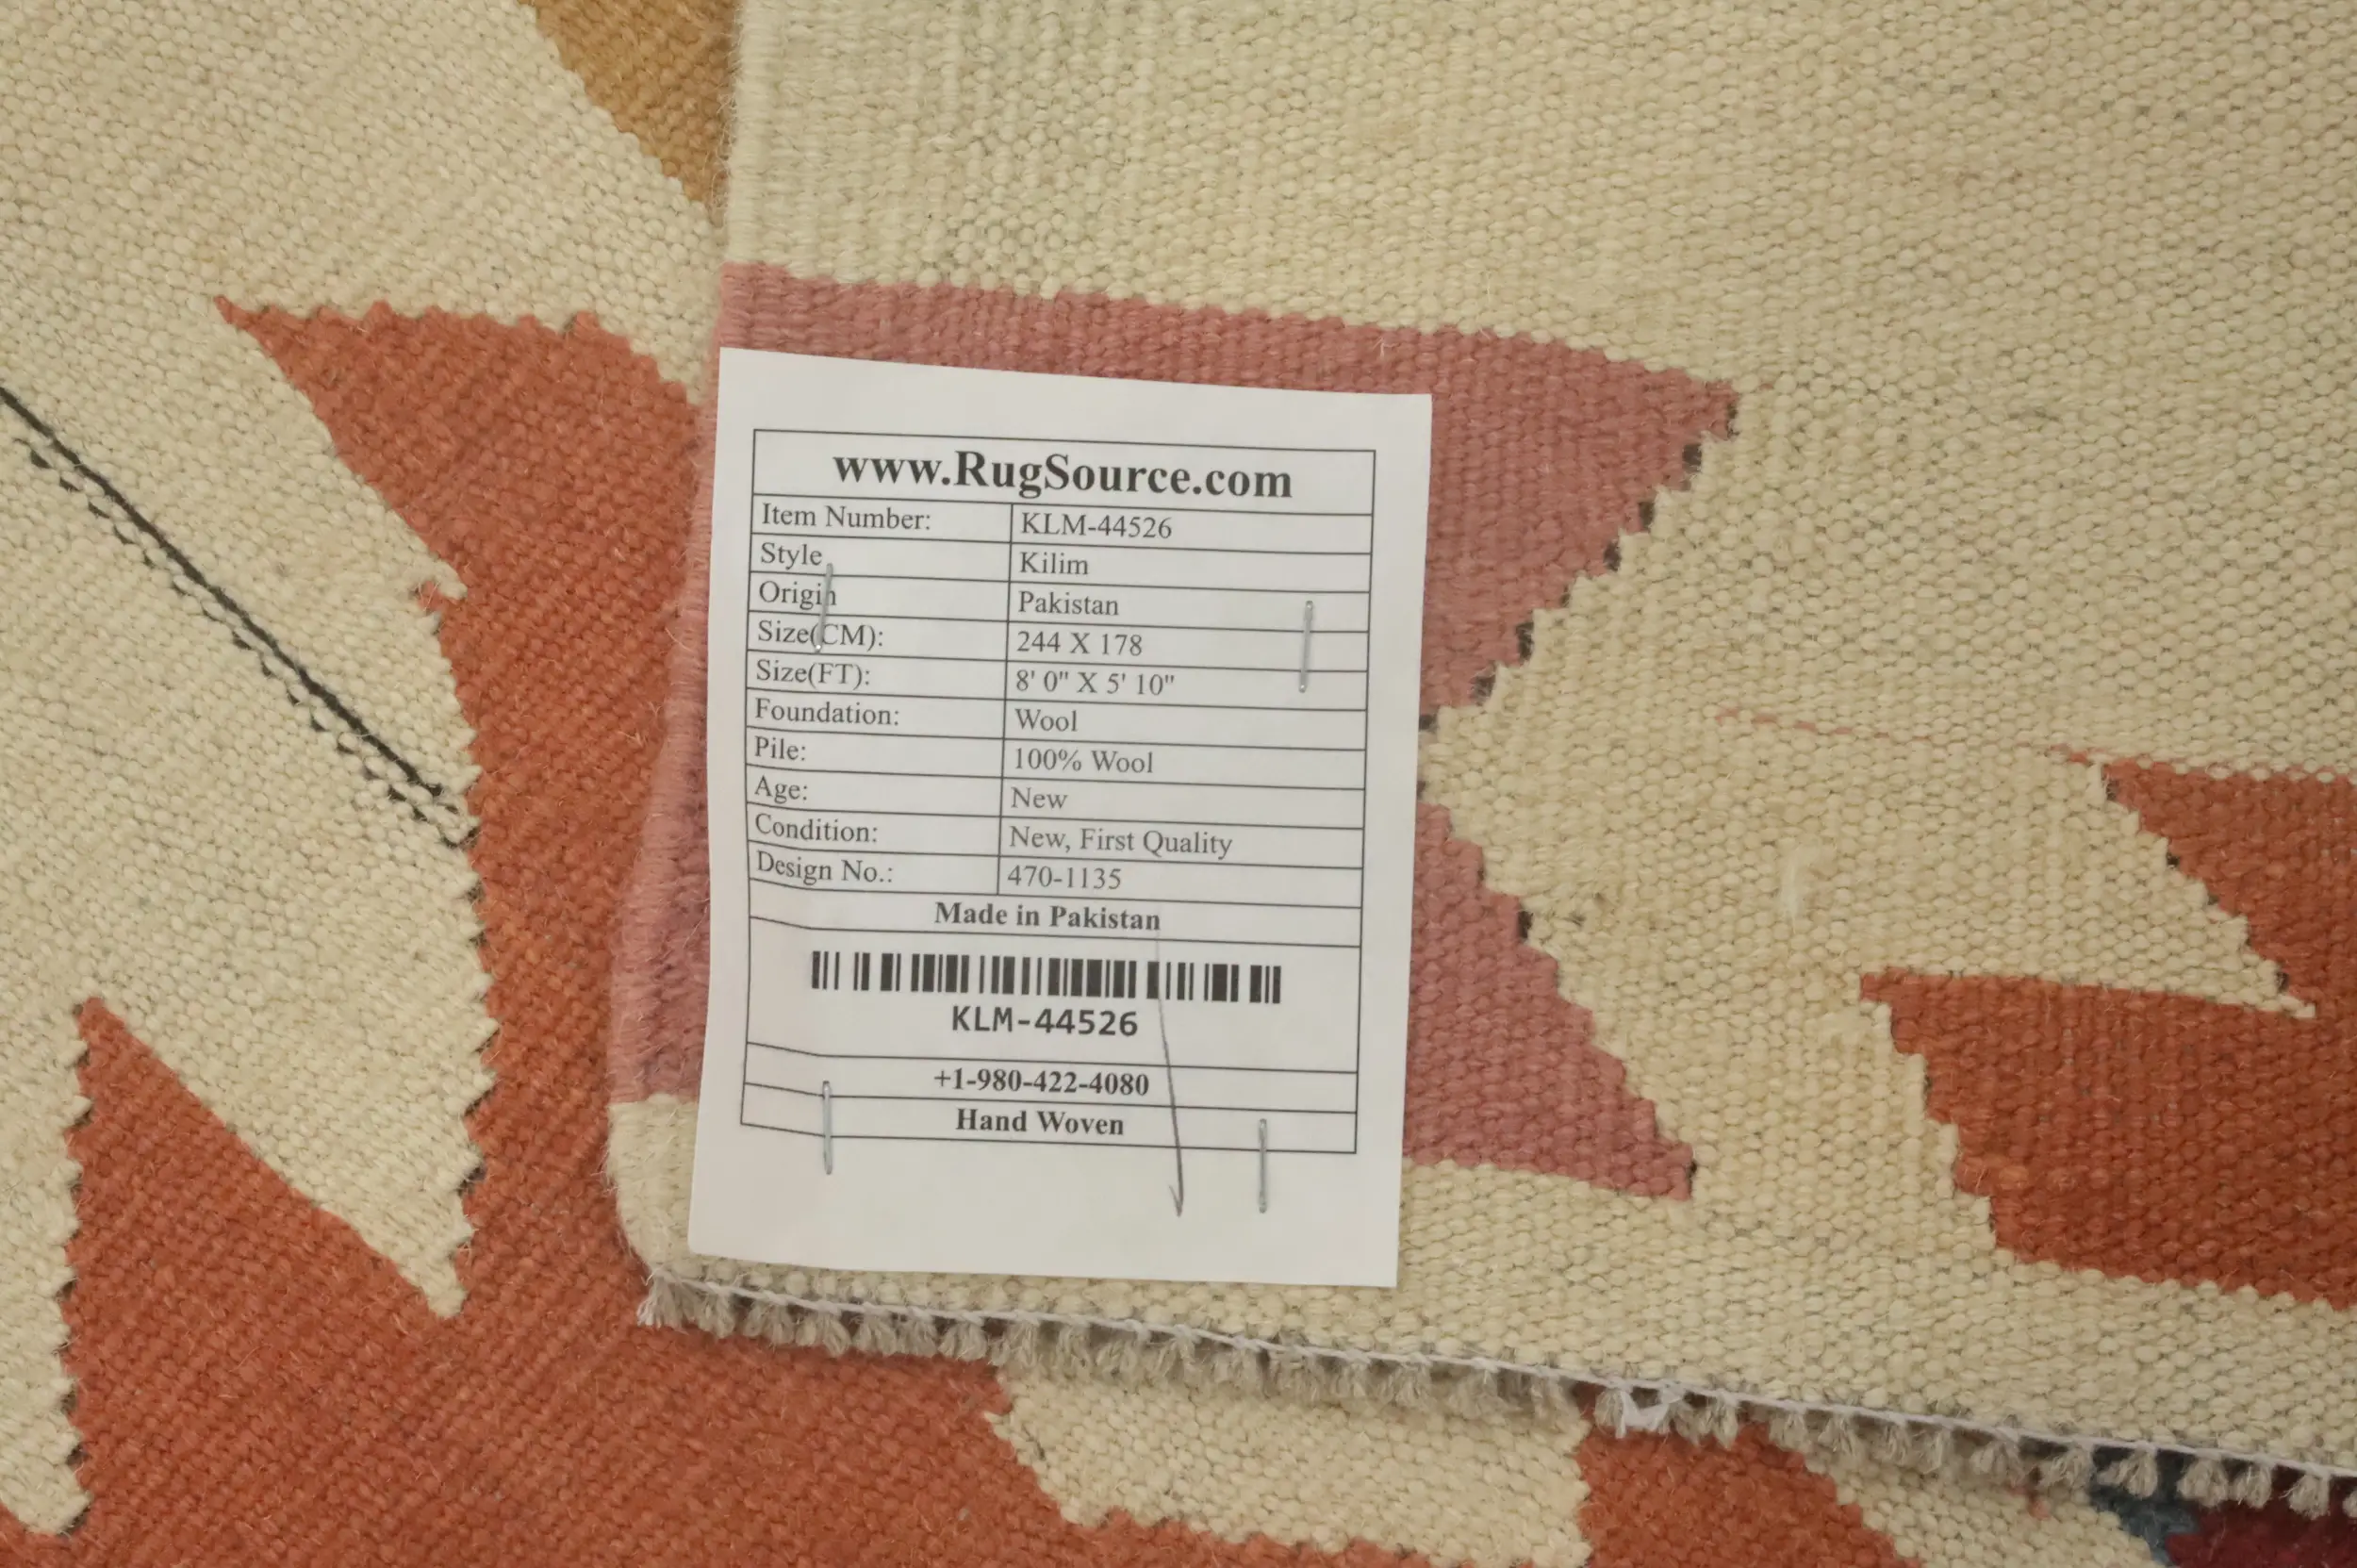 www.RugSource.com
Item Number: KLM-44526
Style Kilim
Origin Pakistan
Size(CM): 244 X 178
Size(FT): 8' 0" X 5' 10"
Foundation: Wool
Pile: 100% Wool
Age: New
Condition: New, First Quality
Design No.: 470-1135
Made in Pakistan
KLM-44526
+1-980-422-4080
Hand Woven